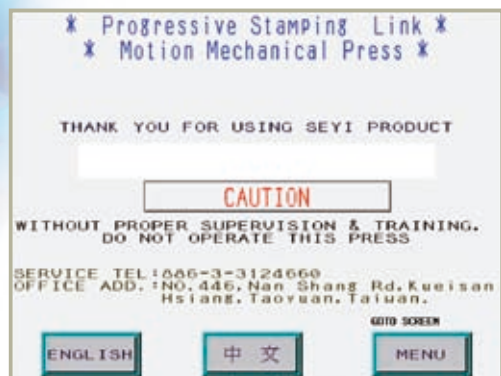 * Progressive Stamping Link *
* Motion Mechanical Press *
THANK YOU FOR USING SEYI PRODUCT
CAUTION
WITHOUT PROPER SUPERVISION & TRAINING.
DO NOT OPERATE THIS PRESS
SERVICE TEL:886-3-3124660
OFFICE ADD.:NO.446,Nan Shang Rd.Kueisan
Hsiang,Taoyuan,Taiwan.
GOTO SCREEN
ENGLISH 中 文 MENU